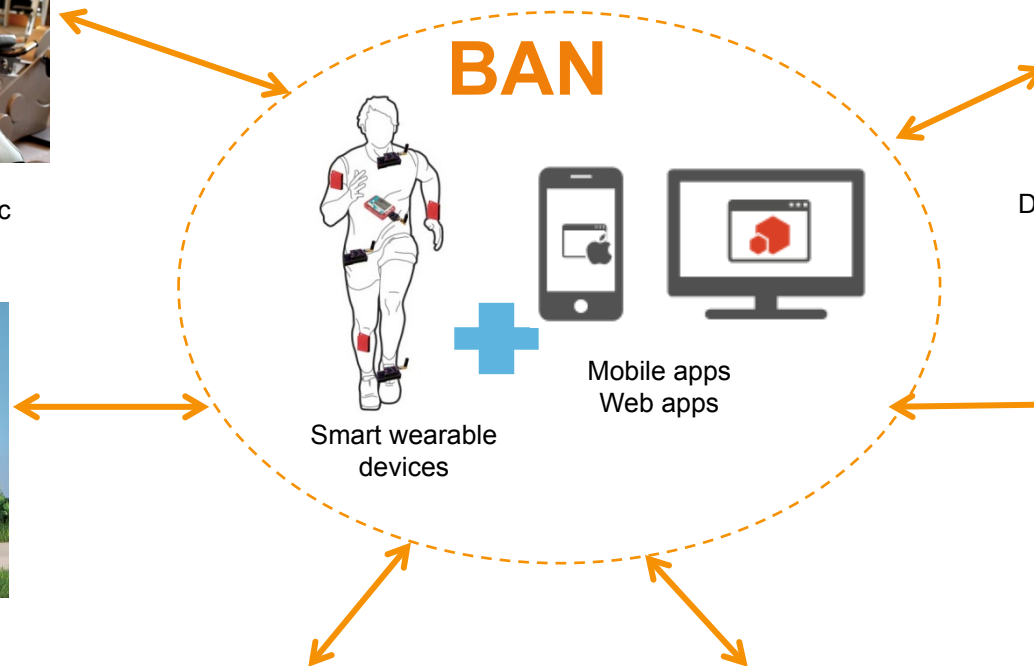 BAN
c
D
Mobile apps
Web apps
Smart wearable
devices